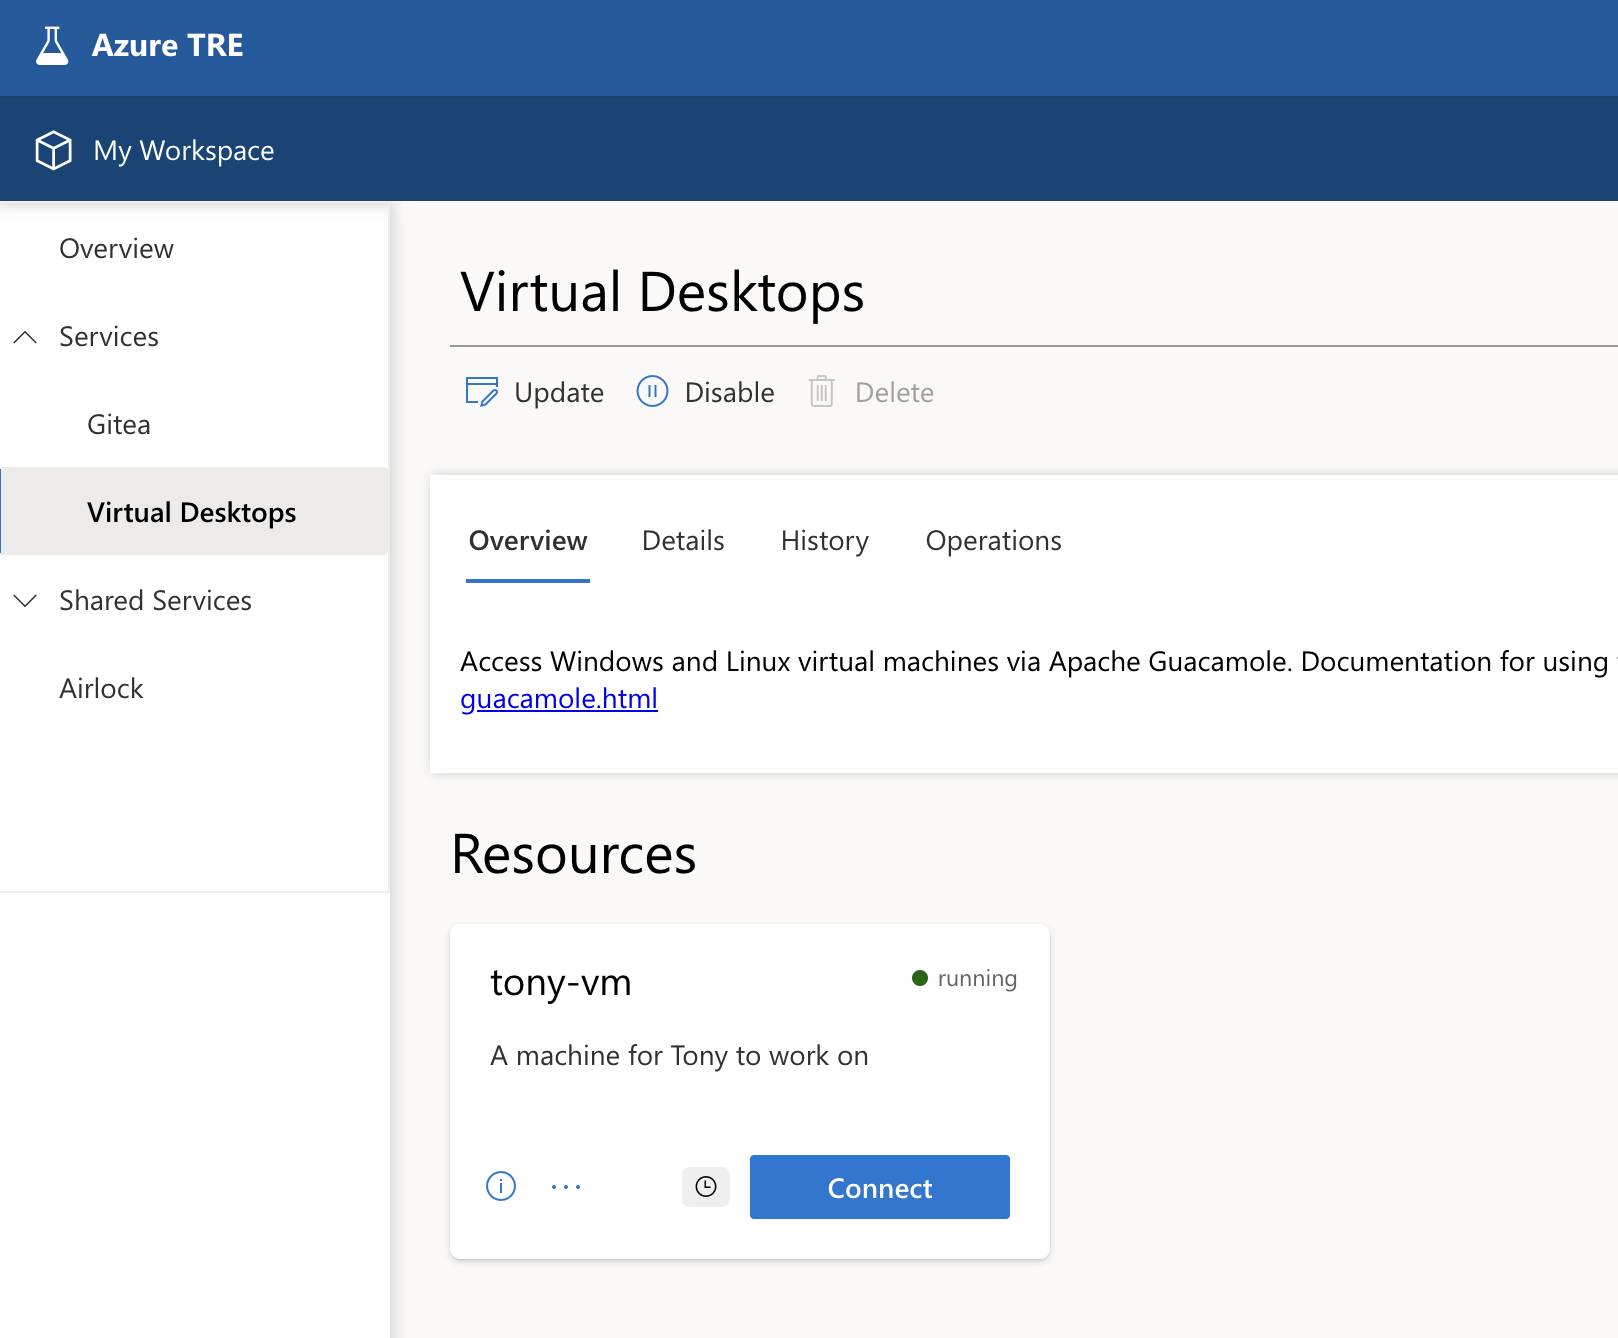 Azure TRE
My Workspace
Overview
Services
Gitea
Virtual Desktops
Shared Services
Airlock
Virtual Desktops
Update Disable Delete
Overview Details History Operations
Access Windows and Linux virtual machines via Apache Guacamole. Documentation for using
guacamole.html
Resources
tony-vm
running
A machine for Tony to work on
Connect